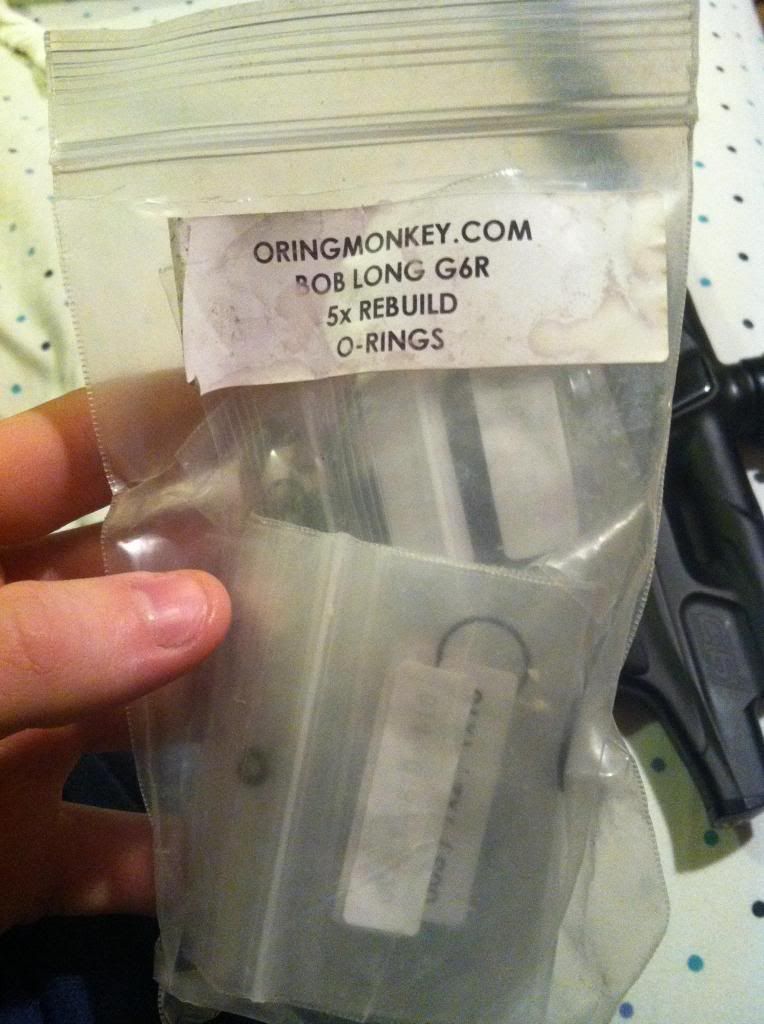 ORINGMONKEY.COM
BOB LONG G6R
5x REBUILD
O-RINGS